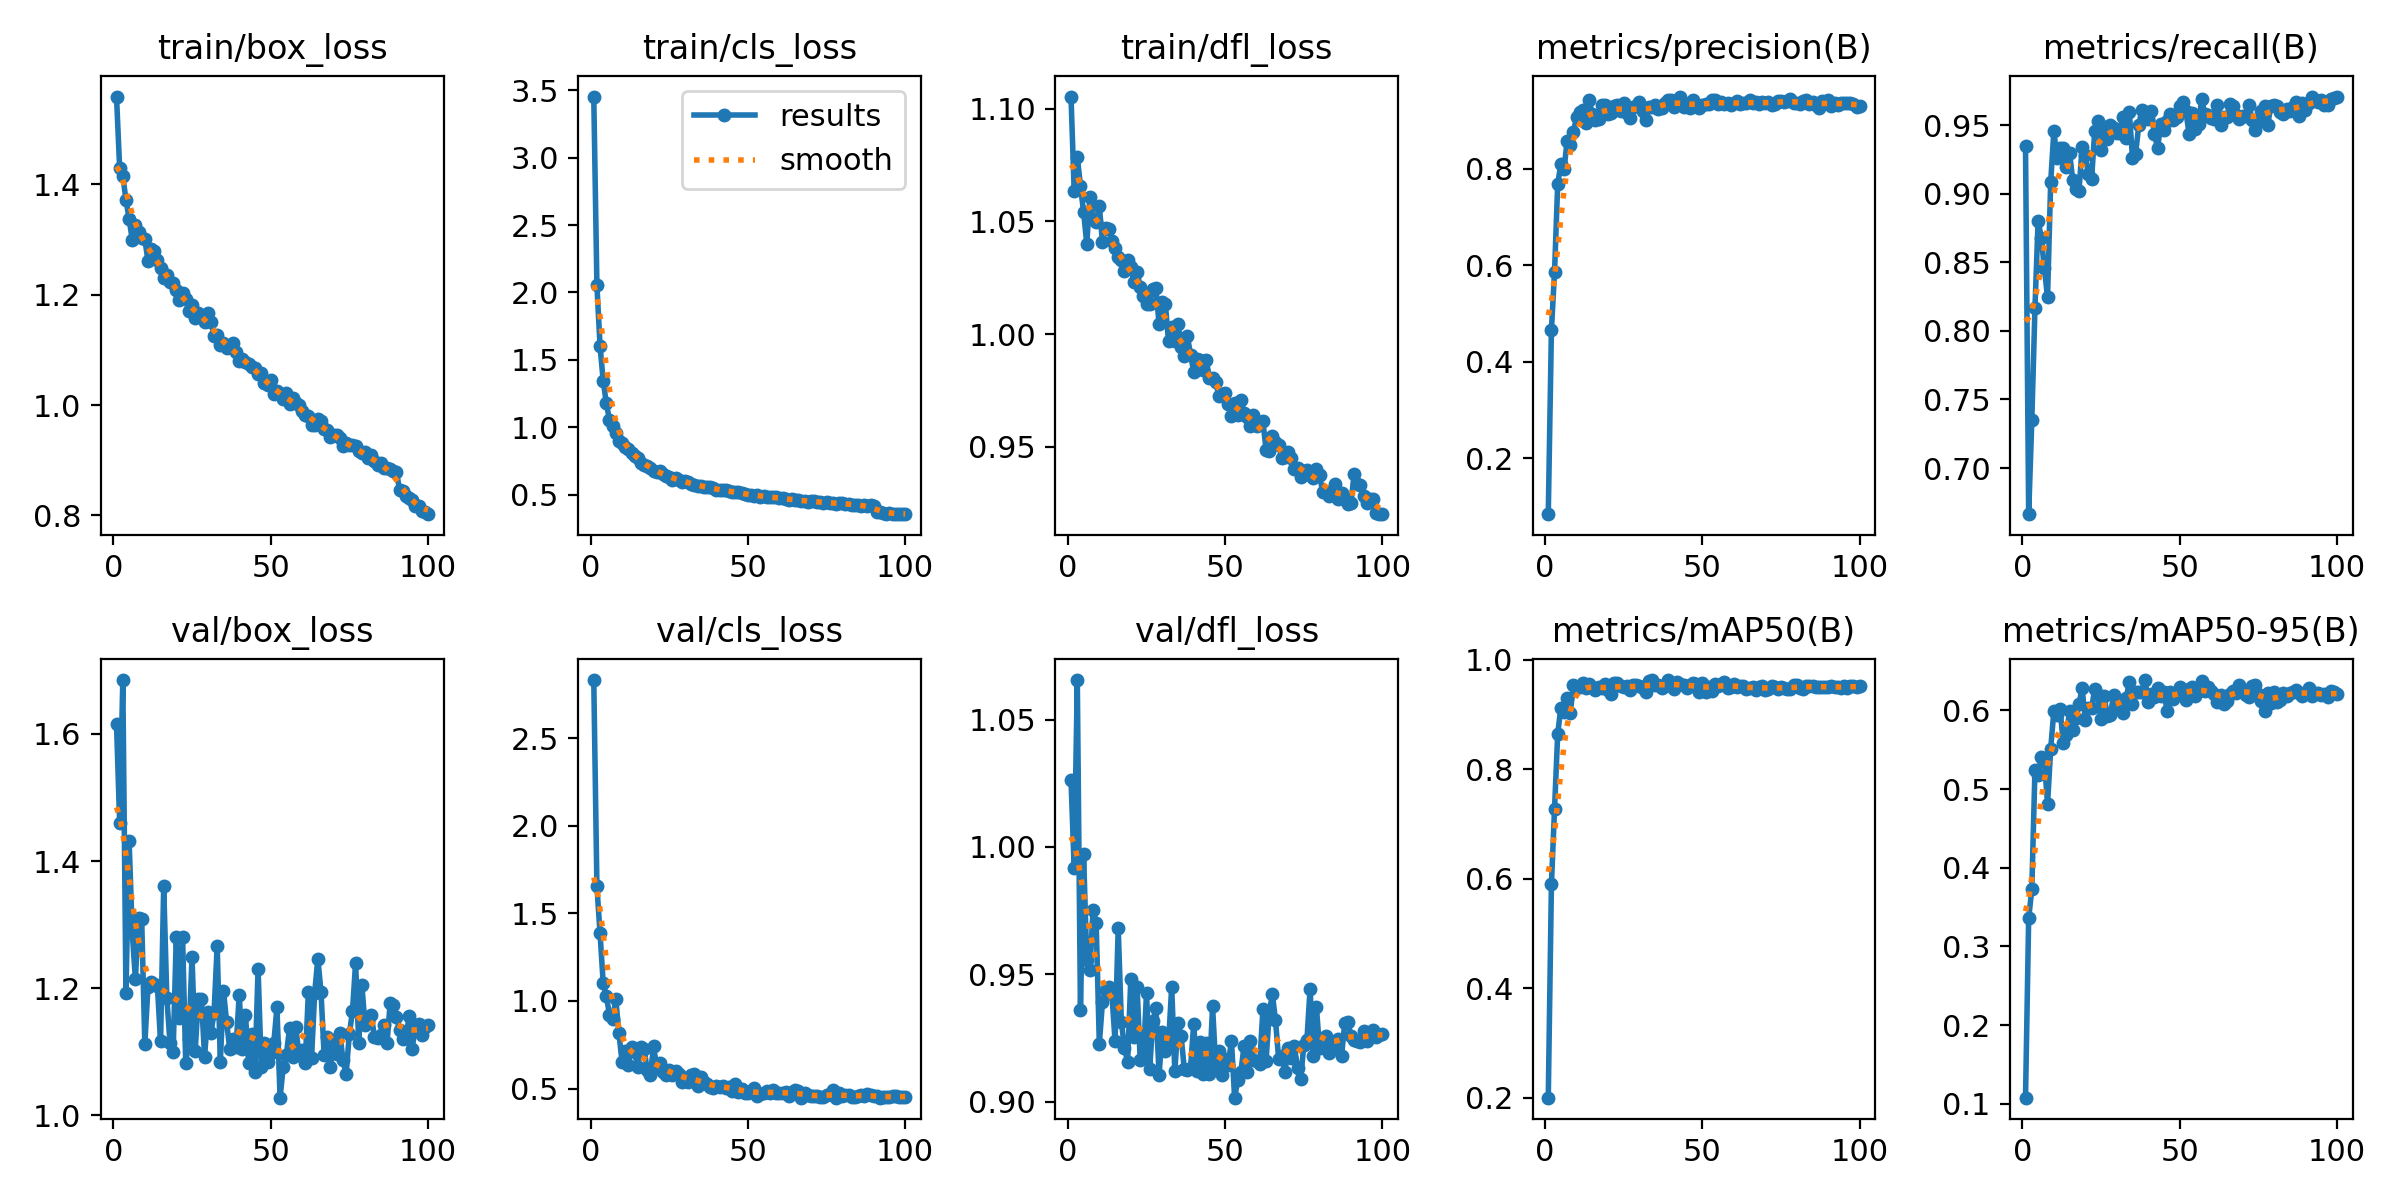 train/box_loss
1.4
1.2
1.0
0.8
0 50 100
train/cls_loss
results
smooth
3.5
3.0
2.5
2.0
1.5
1.0
0.5
0 50 100
train/dfl_loss
1.10
1.05
1.00
0.95
0 50 100
metrics/precision(B)
0.8
0.6
0.4
0.2
0 50 100
metrics/recall(B)
0.95
0.90
0.85
0.80
0.75
0.70
0 50 100
val/box_loss
1.6
1.4
1.2
1.0
0 50 100
val/cls_loss
2.5
2.0
1.5
1.0
0.5
0 50 100
val/dfl_loss
1.05
1.00
0.95
0.90
0 50 100
metrics/mAP50(B)
1.0
0.8
0.6
0.4
0.2
0 50 100
metrics/mAP50-95(B)
0.6
0.5
0.4
0.3
0.2
0.1
0 50 100